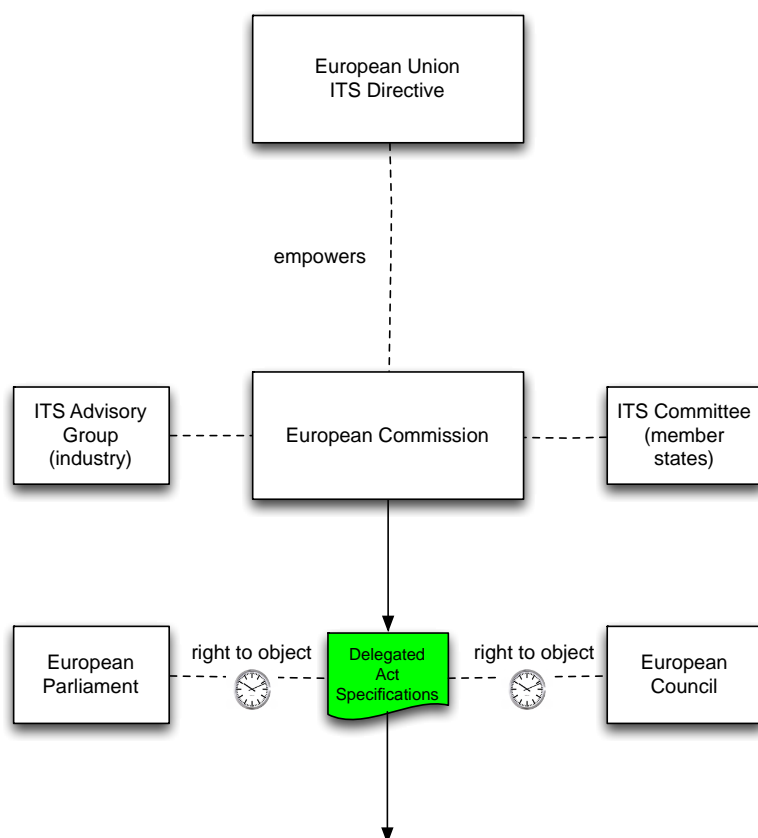 European Union
ITS Directive
empowers
ITS Advisory
Group
(industry)
European Commission
ITS Committee
(member
states)
European
Parliament
right to object
Delegated
Act
Specifications
right to object
European
Council